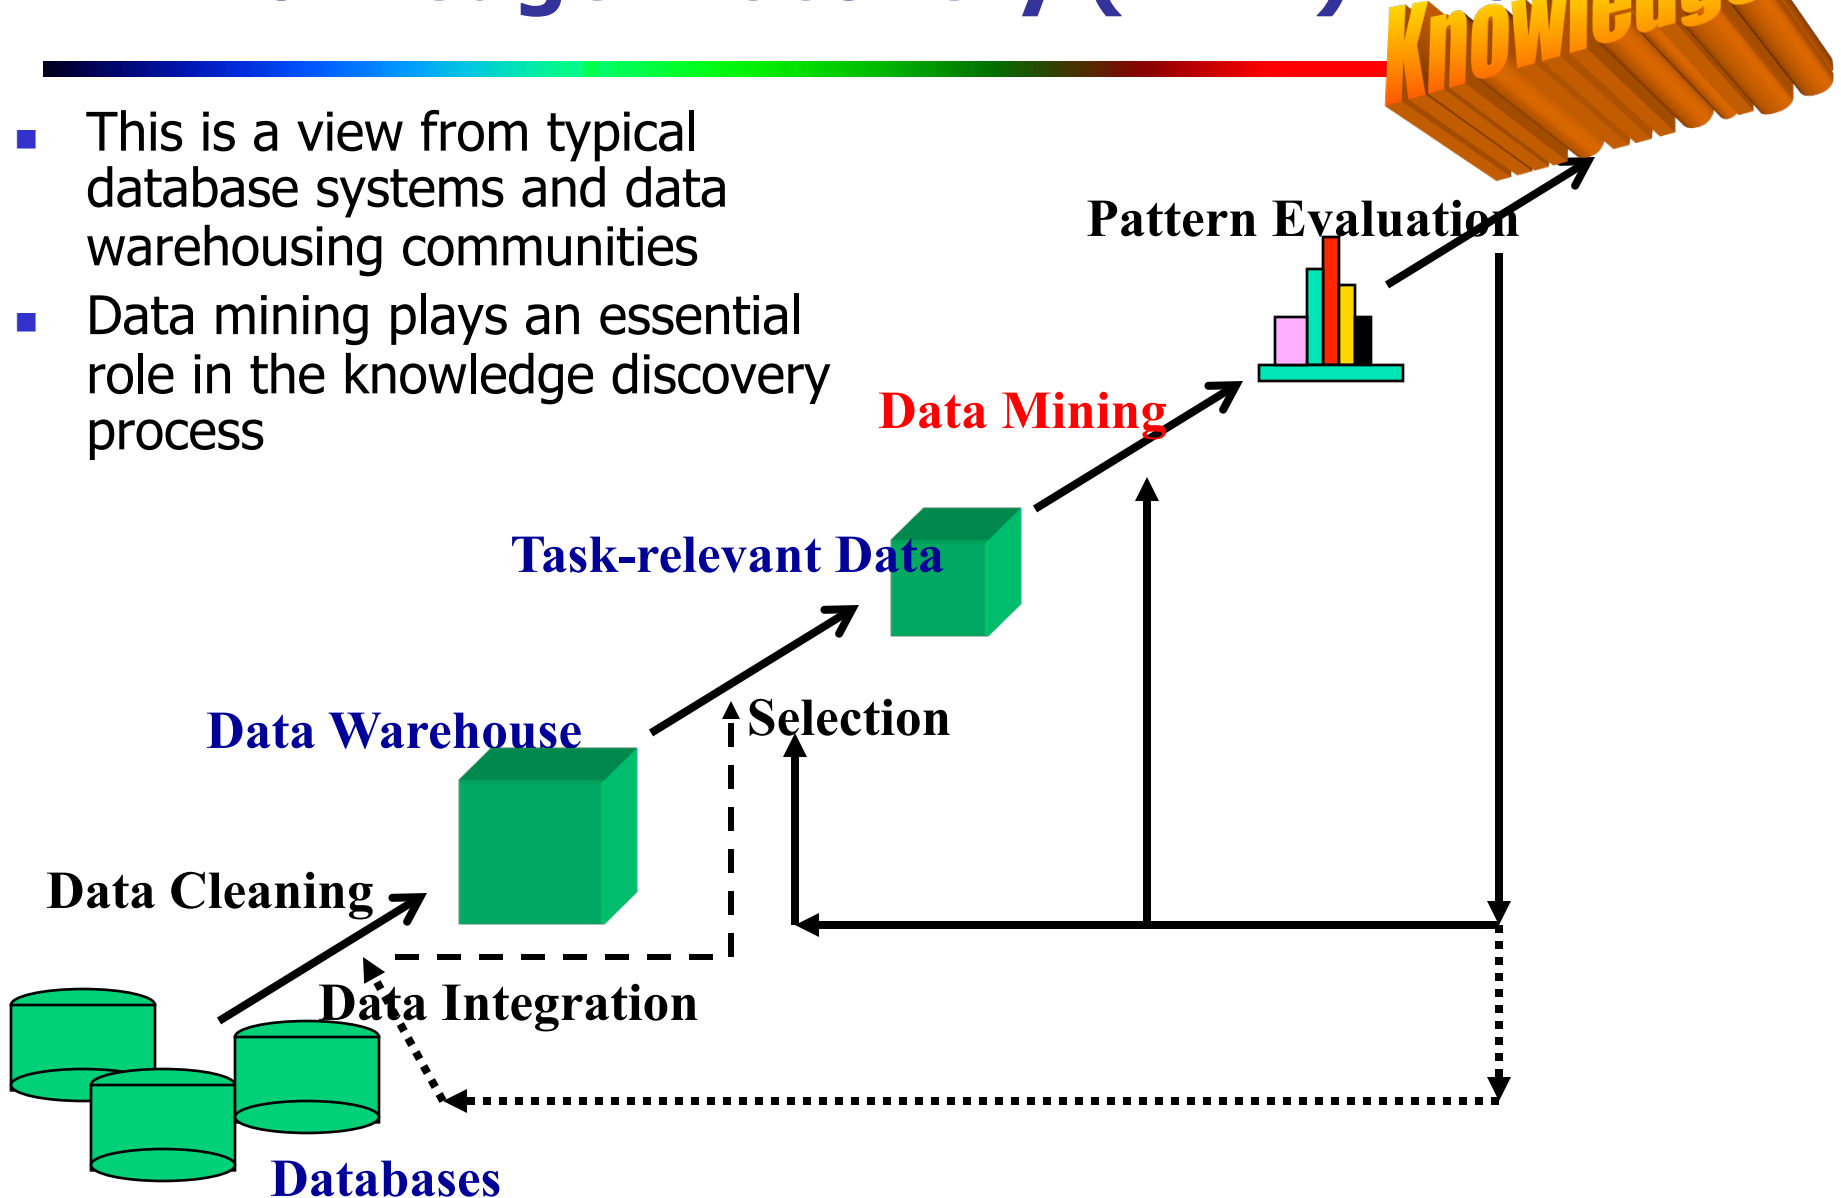 Knowledge
This is a view from typical
database systems and data
warehousing communities
Data mining plays an essential
role in the knowledge discovery
process
Pattern Evaluation
Data Mining
Task-relevant Data
Selection
Data Warehouse
Data Cleaning
Data Integration
Databases